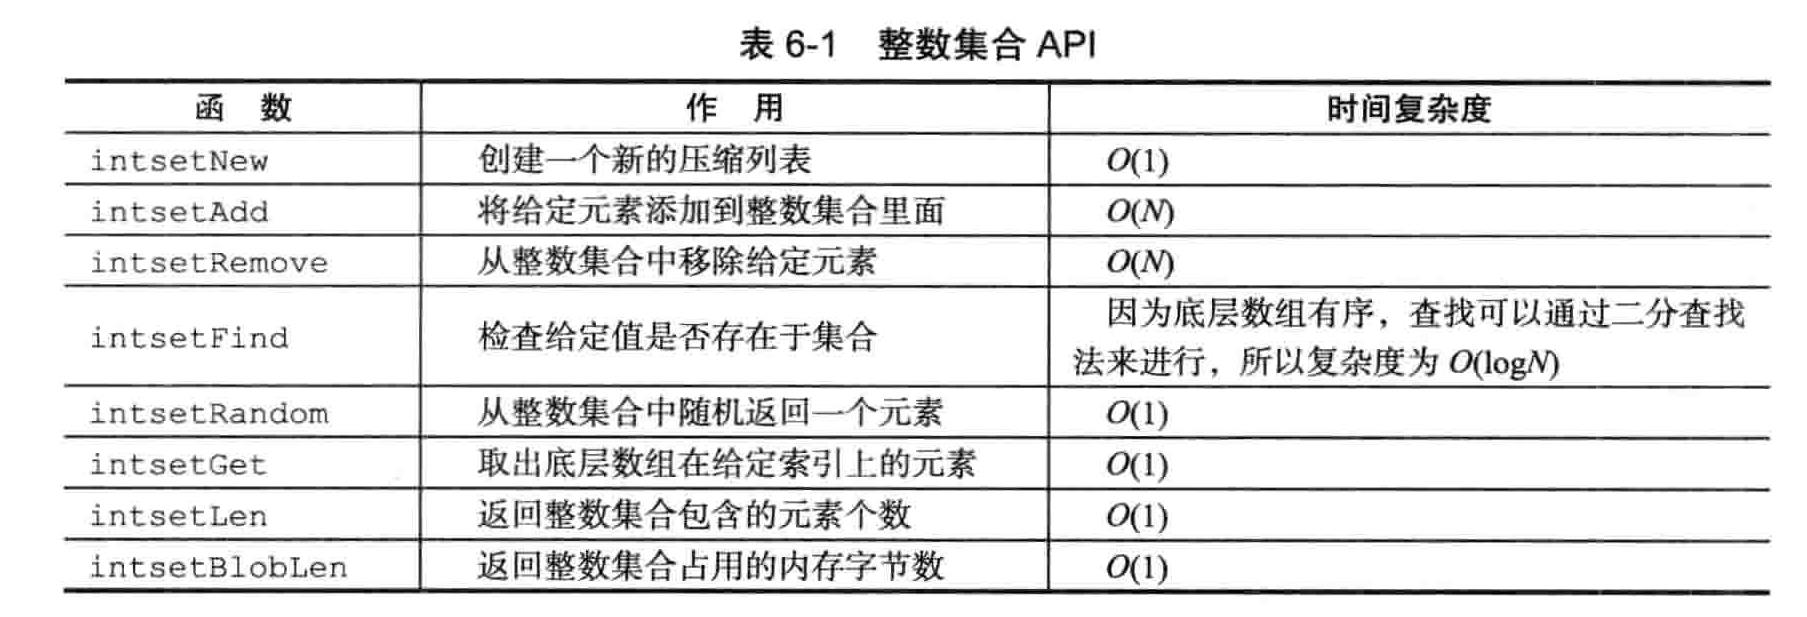 表 6-1 整数集合 API
函 数 作 用 时间复杂度
intsetNew 创建一个新的压缩列表 O(1)
intsetAdd 将给定元素添加到整数集合里面 O(N)
intsetRemove 从整数集合中移除给定元素 O(N)
intsetFind 检查给定值是否存在于集合 因为底层数组有序，查找可以通过二分查找
法来进行，所以复杂度为 O(logN)
intsetRandom 从整数集合中随机返回一个元素 O(1)
intsetGet 取出底层数组在给定索引上的元素 O(1)
intsetLen 返回整数集合包含的元素个数 O(1)
intsetBlobLen 返回整数集合占用的内存字节数 O(1)